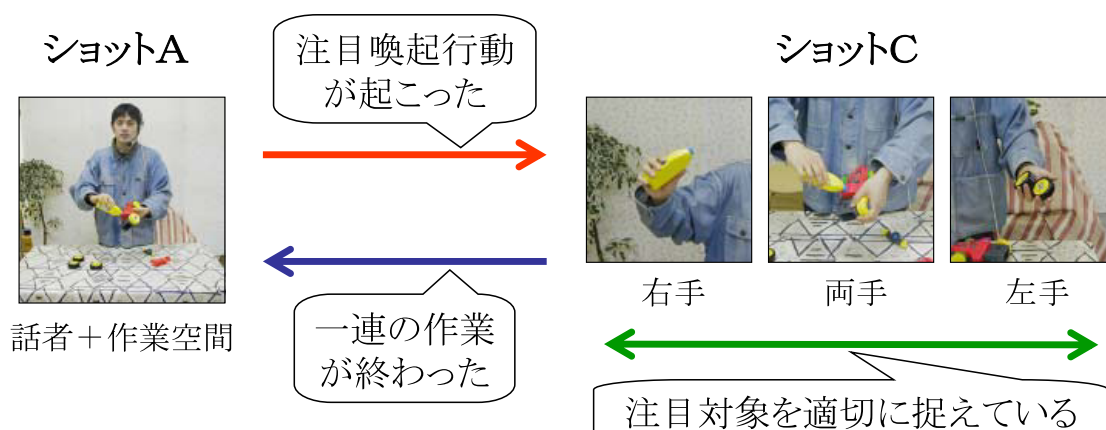 ショットA
注目喚起行動
が起こった
ショットC
右手
両手
左手
話者＋作業空間
一連の作業
が終わった
注目対象を適切に捉えている